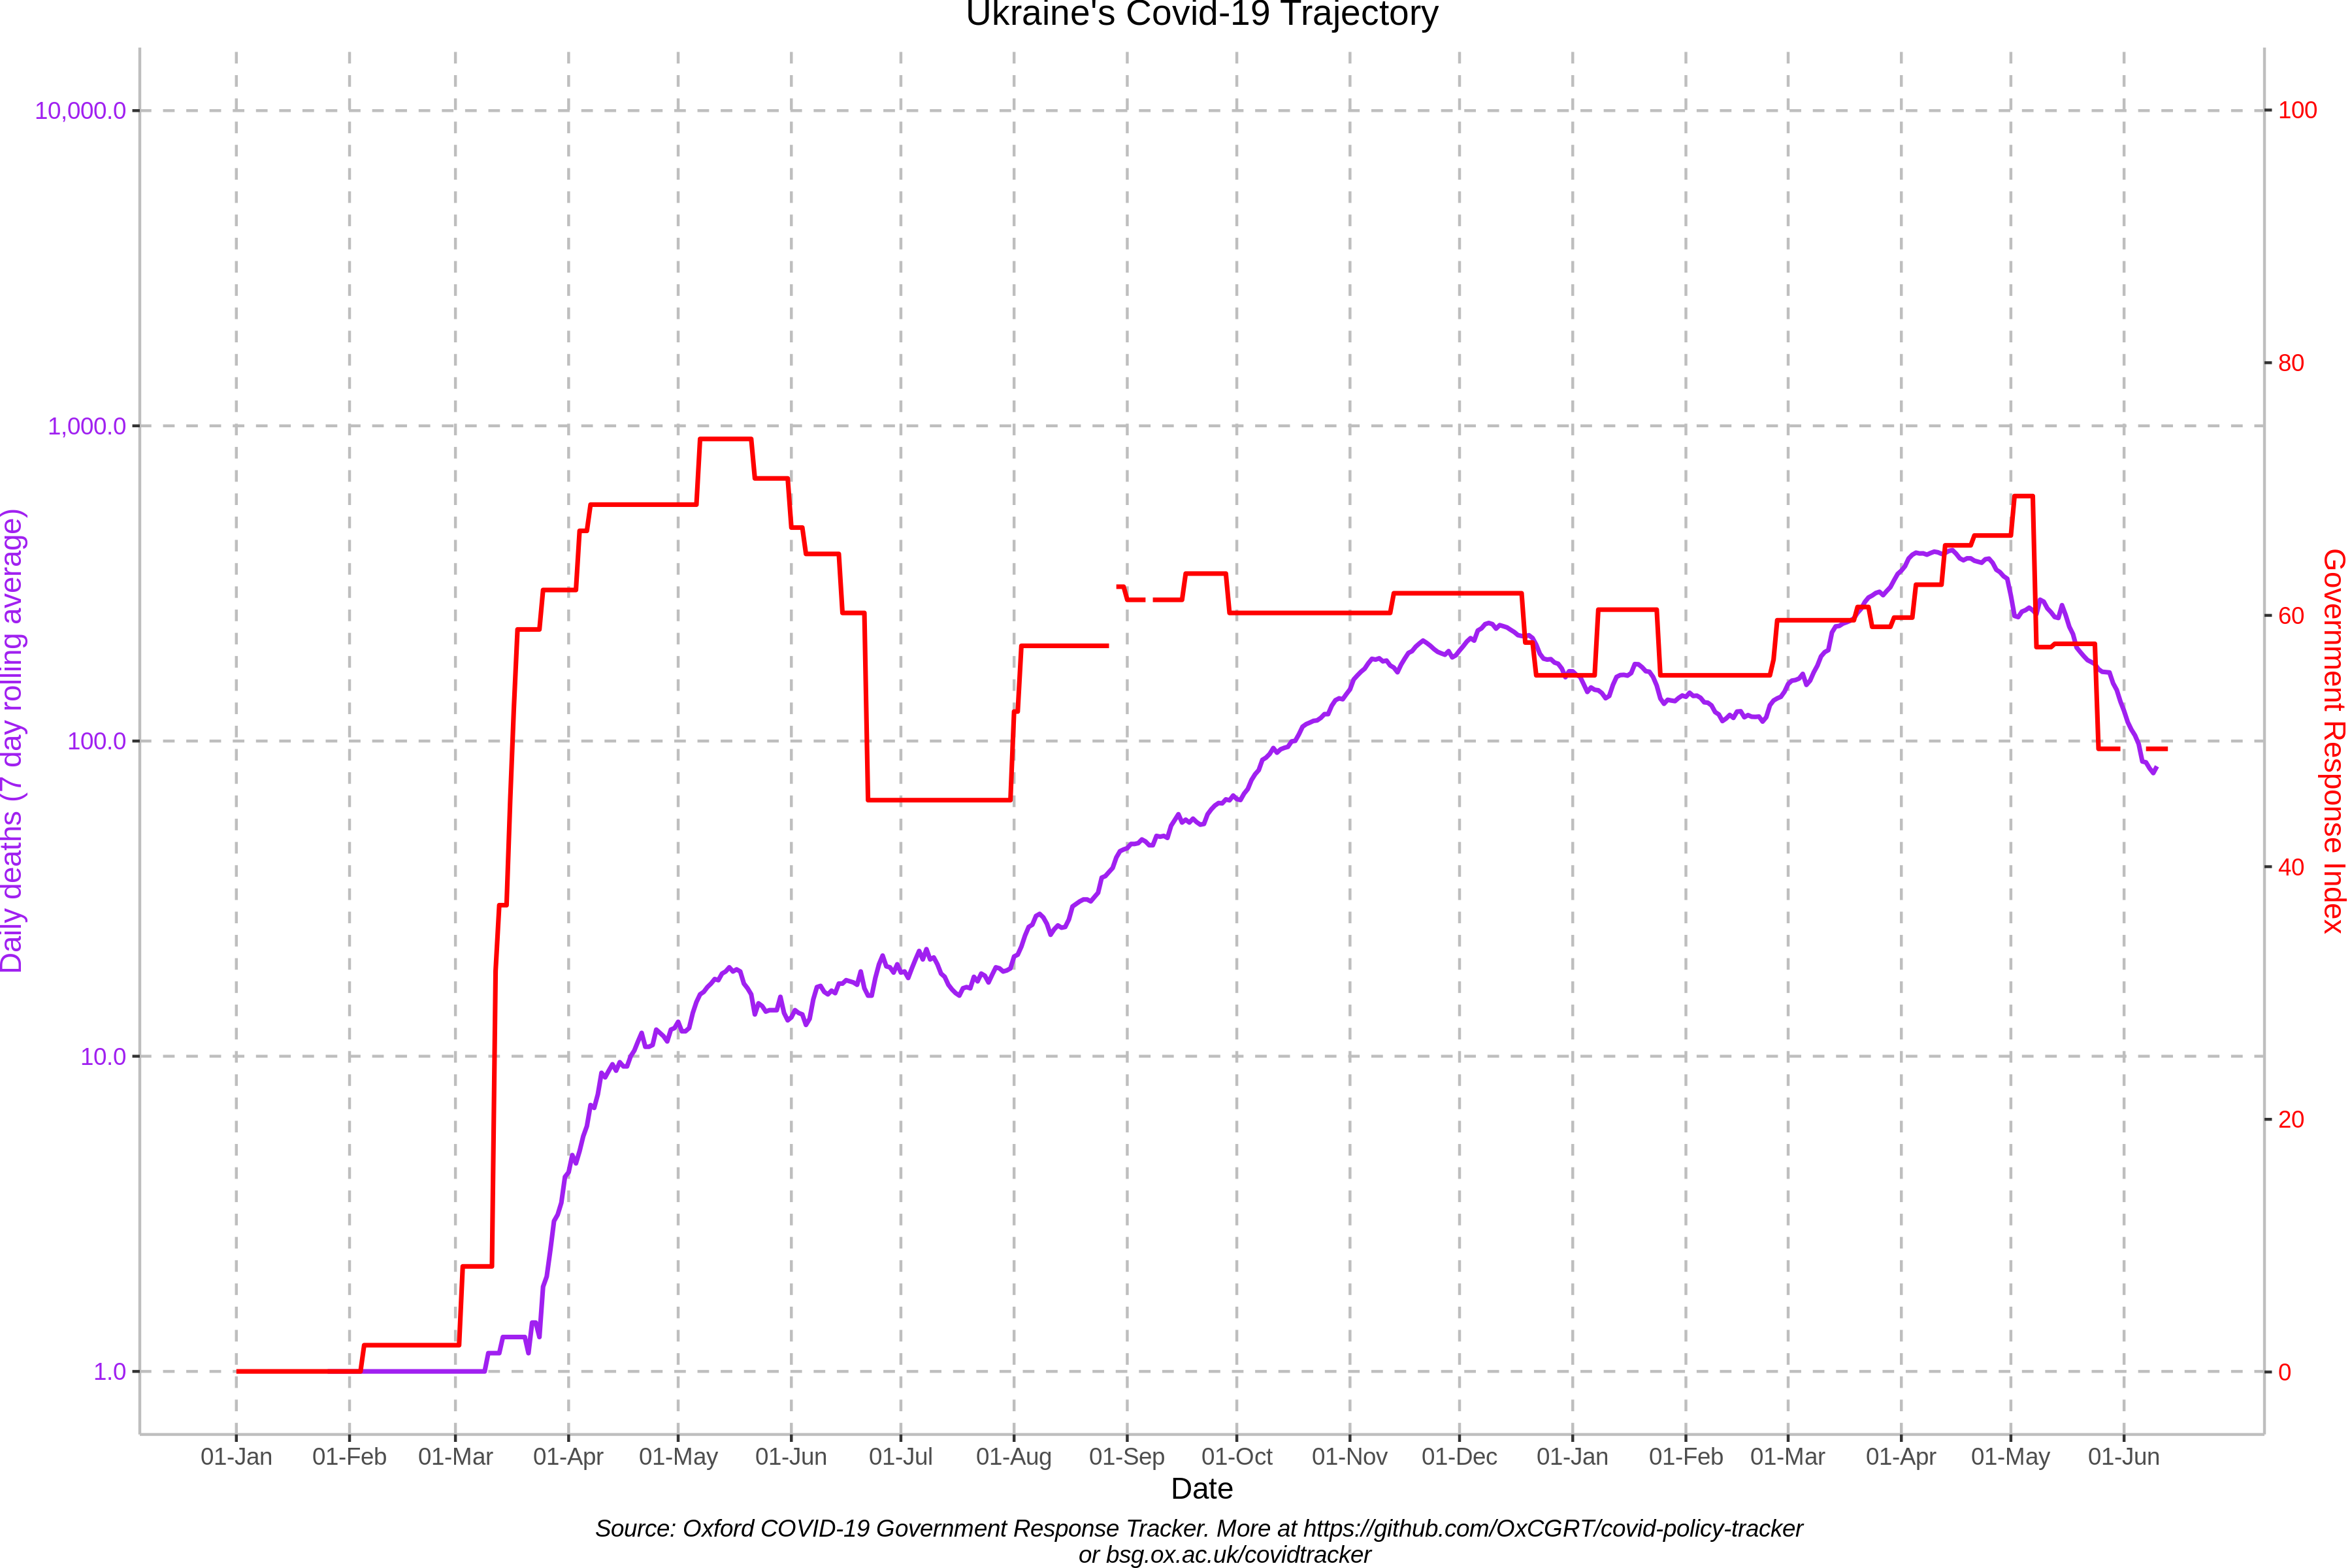 Ukraine's Covid-19 Trajectory
10,000.0
1,000.0
100.0
10.0
1.0
Daily deaths (7 day rolling average)
100
80
60
40
20
0
Government Response Index
01-Jan 01-Feb 01-Mar 01-Apr 01-May 01-Jun 01-Jul 01-Aug 01-Sep 01-Oct 01-Nov 01-Dec 01-Jan 01-Feb 01-Mar 01-Apr 01-May 01-Jun
Date
Source: Oxford COVID-19 Government Response Tracker. More at https://github.com/OxCGRT/covid-policy-tracker
or bsg.ox.ac.uk/covidtracker